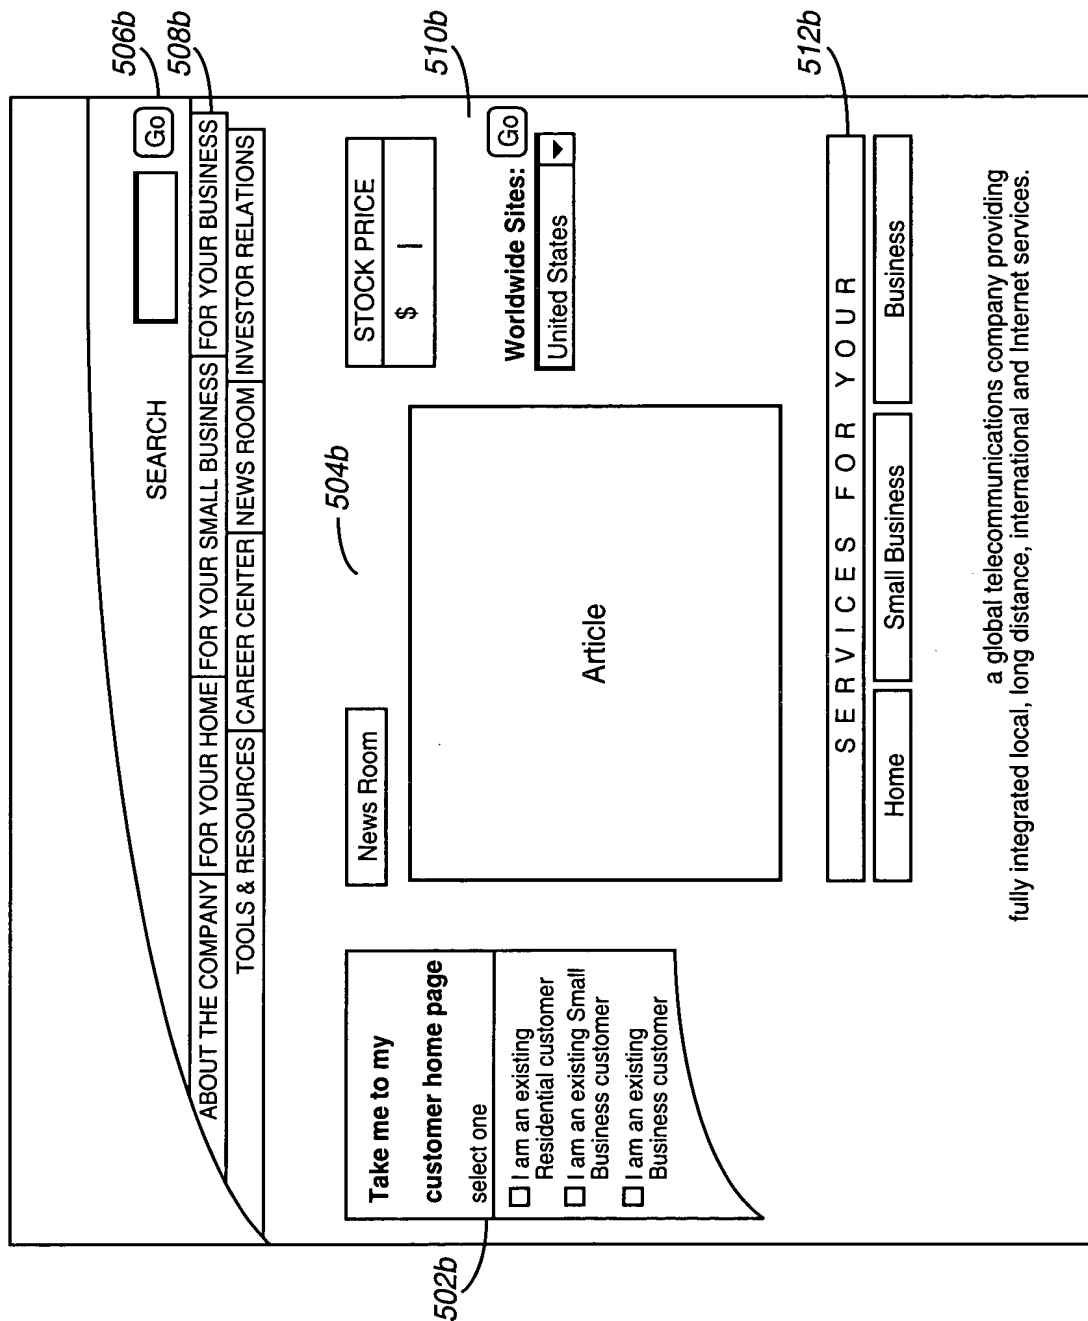 506b
508b
SEARCH
Go
ABOUT THE COMPANY FOR YOUR HOME FOR YOUR SMALL BUSINESS FOR YOUR BUSINESS
TOOLS & RESOURCES CAREER CENTER NEWS ROOM INVESTOR RELATIONS
502b
Take me to my
customer home page
select one
I am an existing
Residential customer
I am an existing Small
Business customer
I am an existing
Business customer
News Room
504b
Article
STOCK PRICE
$
510b
Worldwide Sites:
Go
United States
SERVICES FOR YOUR
512b
Home
Small Business
Business
a global telecommunications company providing
fully integrated local, long distance, international and Internet services.